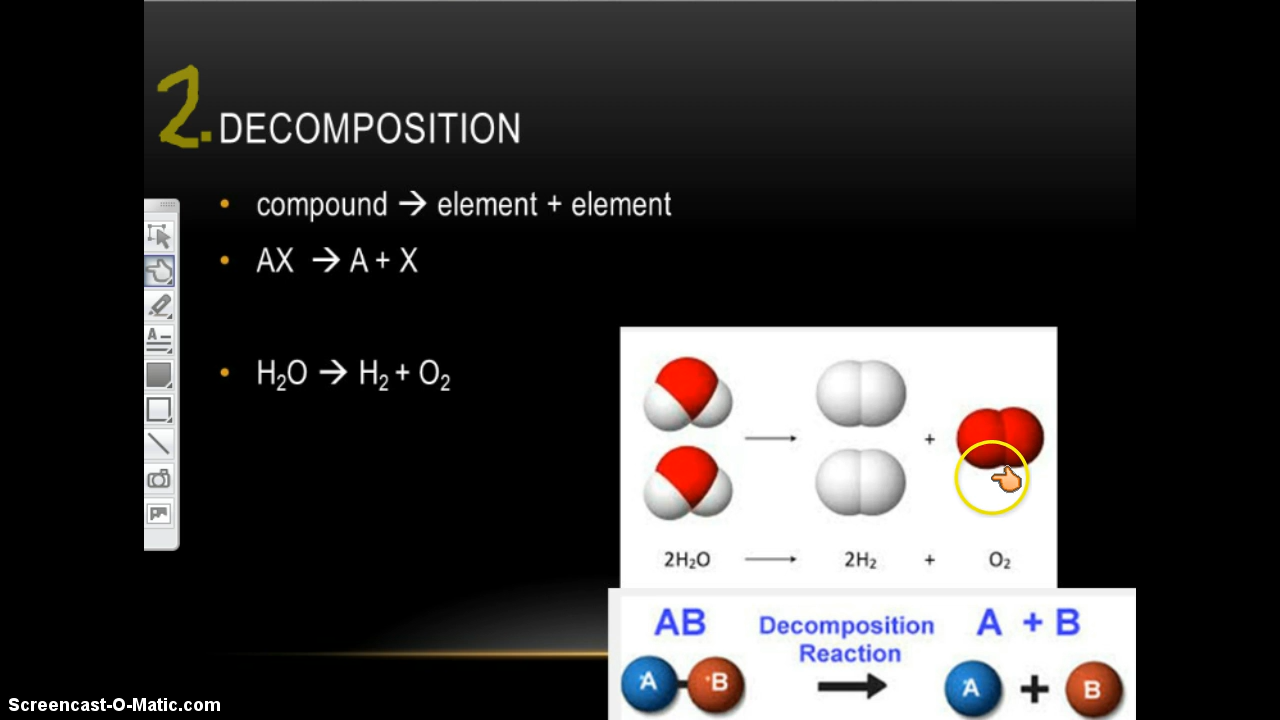 2. DECOMPOSITION
• compound → element + element
• AX → A + X
• H₂O → H₂ + O₂
+
2H₂O → 2H₂ + O₂
AB Decomposition Reaction A + B
A B A + B
A
Screencast-O-Matic.com